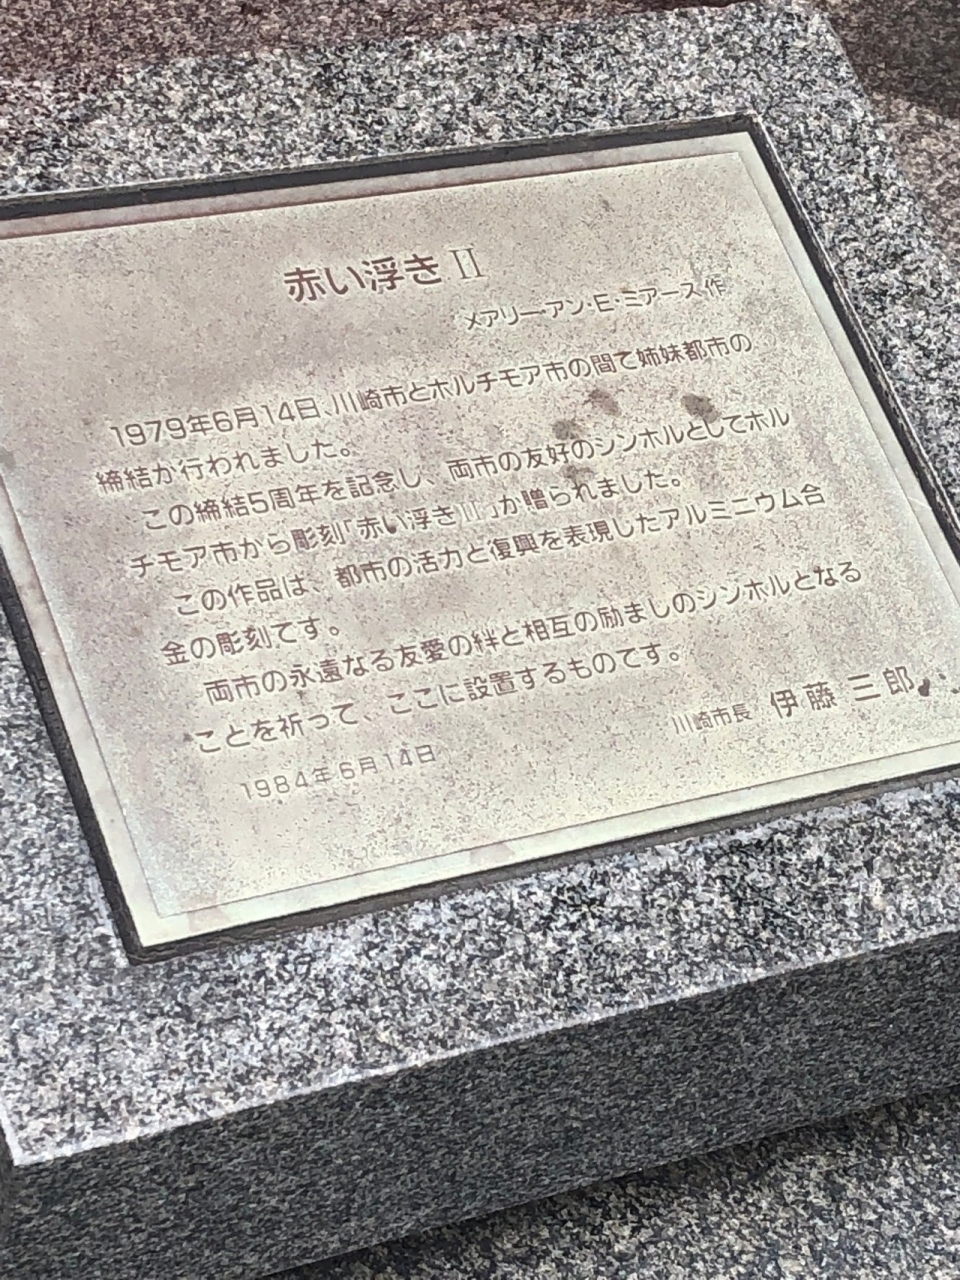 赤い浮きⅡ
メアリー・アン・E・ミアース作
1979年6月14日、川崎市とボルチモア市の間で姉妹都市の
締結が行われました。
この締結5周年を記念し、両市の友好のシンボルとしてボル
チモア市から彫刻「赤い浮きⅡ」が贈られました。
この作品は、都市の活力と復興を表現したアルミニウム合
金の彫刻です。
両市の永遠なる友愛の絆と相互の励ましのシンボルとなる
ことを祈って、ここに設置するものです。
川崎市長 伊藤三郎
1984年6月14日